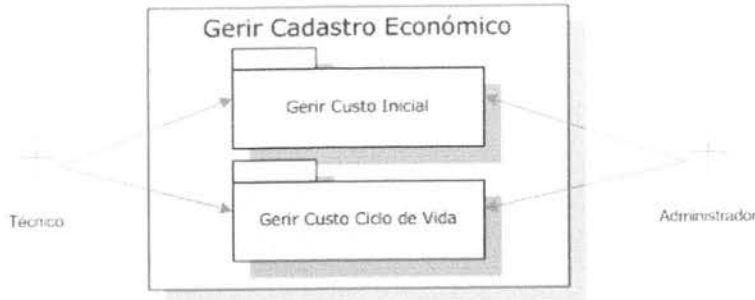 Gerir Cadastro Económico
Gerir Custo Inicial
Gerir Custo Ciclo de Vida
Técnico
Administrador